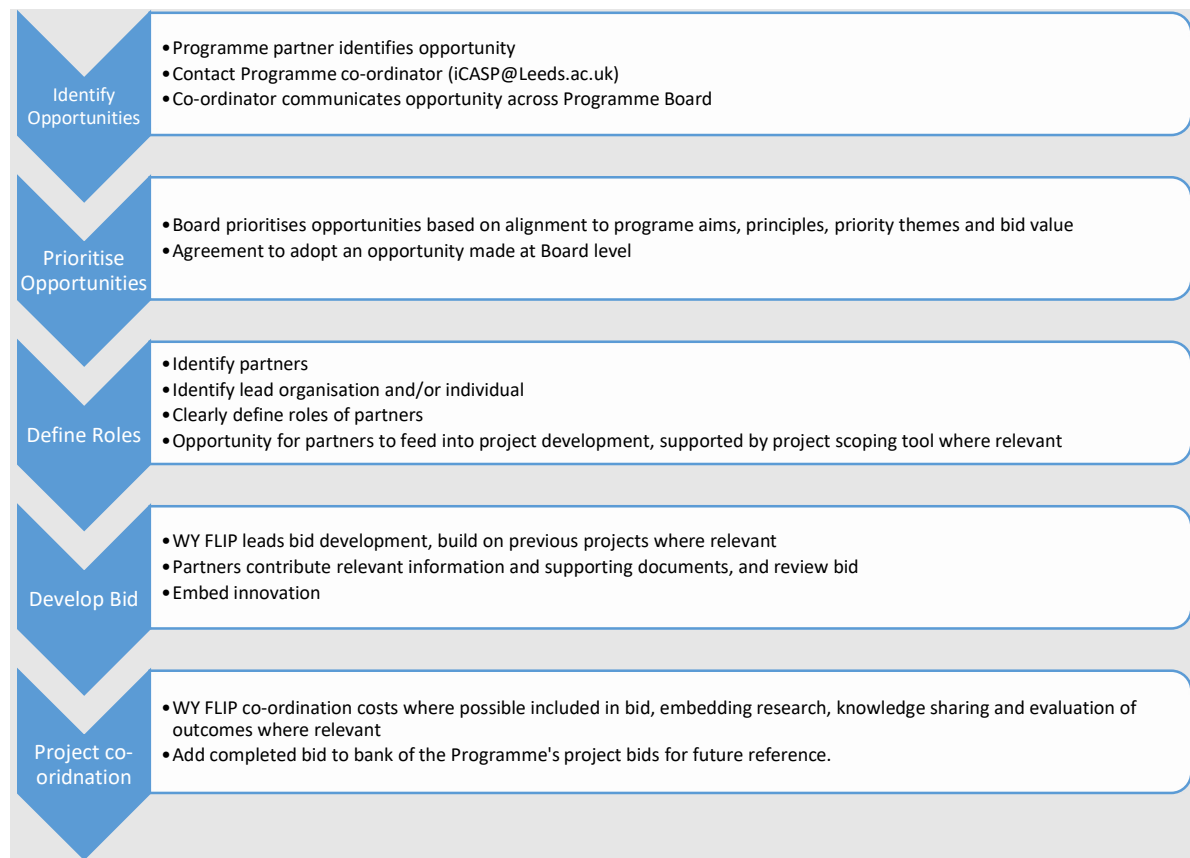 Identify
Opportunities
•Programme partner identifies opportunity
•Contact Programme co-ordinator (iCASP@Leeds.ac.uk)
•Co-ordinator communicates opportunity across Programme Board
Prioritise
Opportunities
•Board prioritises opportunities based on alignment to programe aims, principles, priority themes and bid value
•Agreement to adopt an opportunity made at Board level
Define Roles
•Identify partners
•Identify lead organisation and/or individual
•Clearly define roles of partners
•Opportunity for partners to feed into project development, supported by project scoping tool where relevant
Develop Bid
•WY FLIP leads bid development, build on previous projects where relevant
•Partners contribute relevant information and supporting documents, and review bid
•Embed innovation
Project co-
oridnation
•WY FLIP co-ordination costs where possible included in bid, embedding research, knowledge sharing and evaluation of
outcomes where relevant
•Add completed bid to bank of the Programme's project bids for future reference.